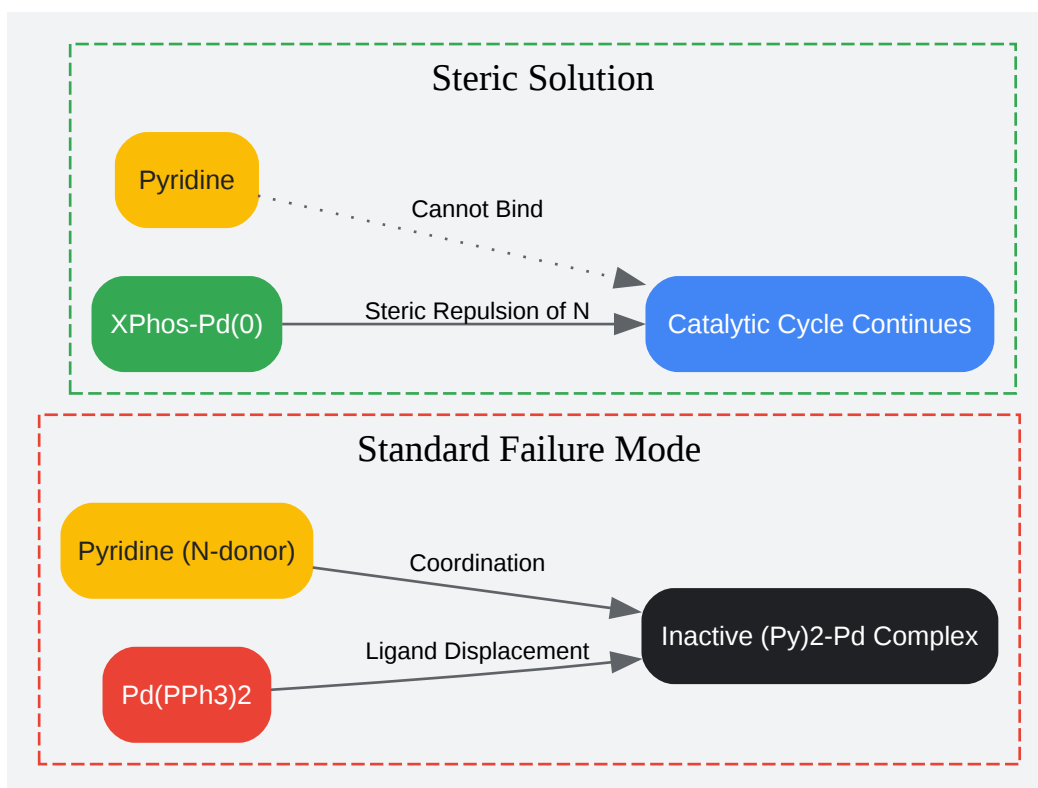 Steric Solution
Pyridine
Cannot Bind
XPhos-Pd(0)
Steric Repulsion of N
Catalytic Cycle Continues
Standard Failure Mode
Pyridine (N-donor)
Coordination
Inactive (Py)2-Pd Complex
Ligand Displacement
Pd(PPh3)2